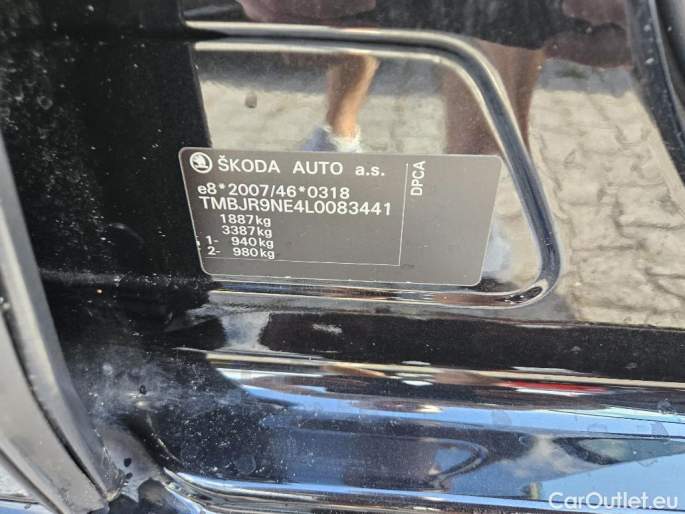 ŠKODA AUTO a.s.
e8*2007/46*0318
TMBJR9NE4L0083441
1887kg
3387kg
1- 940kg
2- 980kg
DPCA
CarOutlet.eu